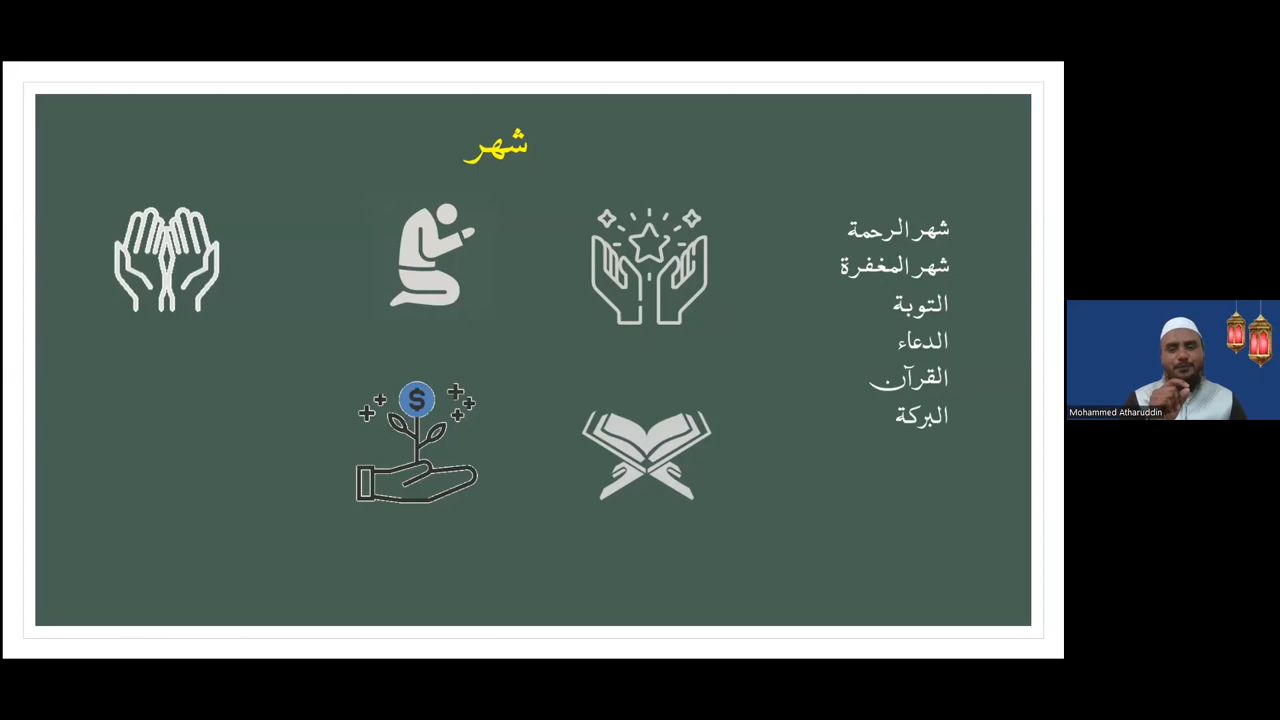 شهر
شهر الرحمة
شهر المغفرة
التوبة
الدعاء
القرآن
البركة
$
Mohammed Atharuddin